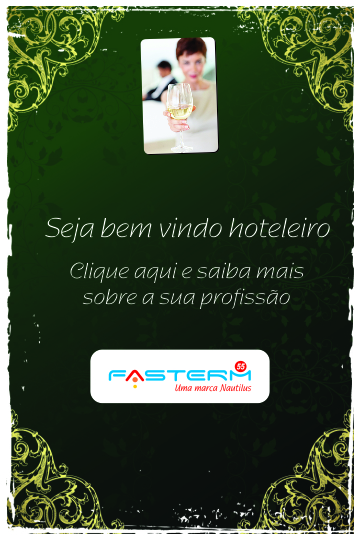 Seja bem vindo hoteleiro
Clique aqui e saiba mais
sobre a sua profissão
FASTERM 55
Uma marca Nautilus